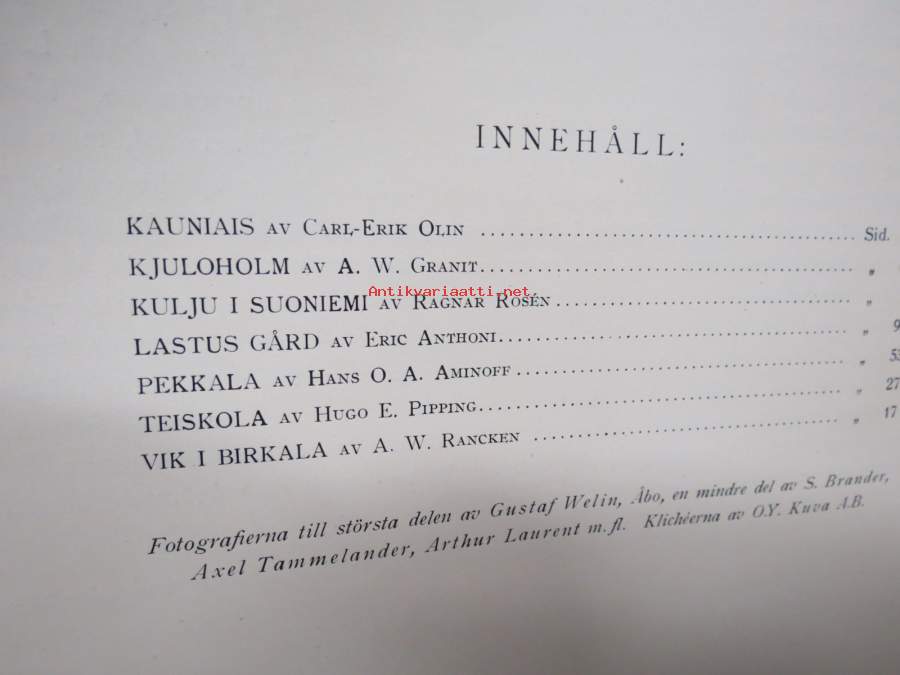 INNEHÅLL:
KAUNIAIS AV CARL-ERIK OLIN ........................................ Sid.
KJULOHOLM AV A. W. GRANIT........................................ „
Antikvariaatti.net
KULJU I SUONIEMI AV RAGNAR ROSÉN ................................ „
LASTUS GÅRD AV ERIC ANTHONI...................................... „ 9
PEKKALA AV HANS O. A. AMINOFF .................................... „ 53
TEISKOLA AV HUGO E. PIPPING........................................ „ 27
VIK I BIRKALA AV A. W. RANCKEN .................................. „ 17
Fotografierna till största delen av Gustaf Welin, Åbo, en mindre del av S. Brander,
Axel Tammelander, Arthur Laurent m. fl. Klichéerna av O.Y. Kuva A.B.